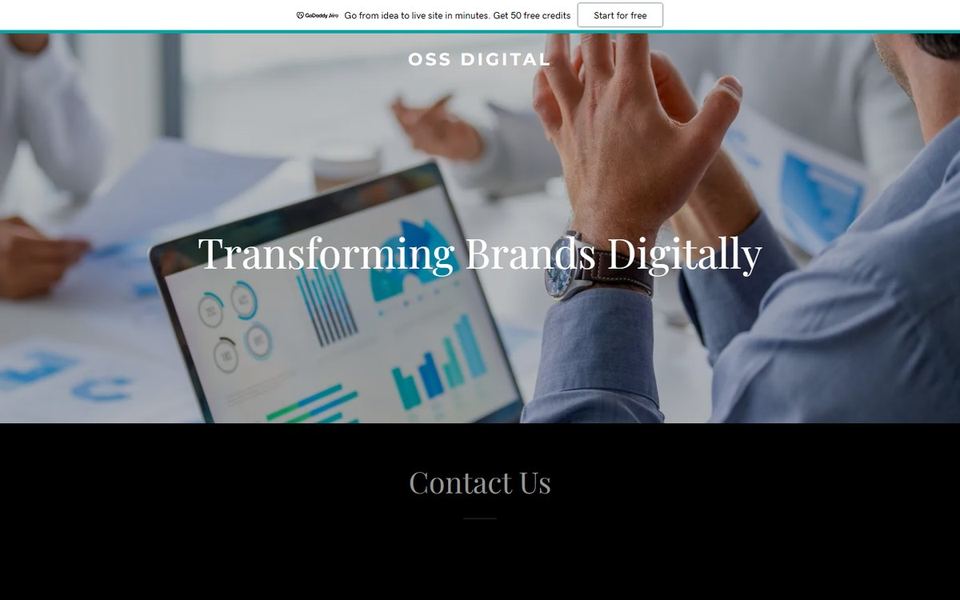 GoDaddy Airo Go from idea to live site in minutes. Get 50 free credits Start for free
OSS DIGITAL
Transforming Brands Digitally
Contact Us